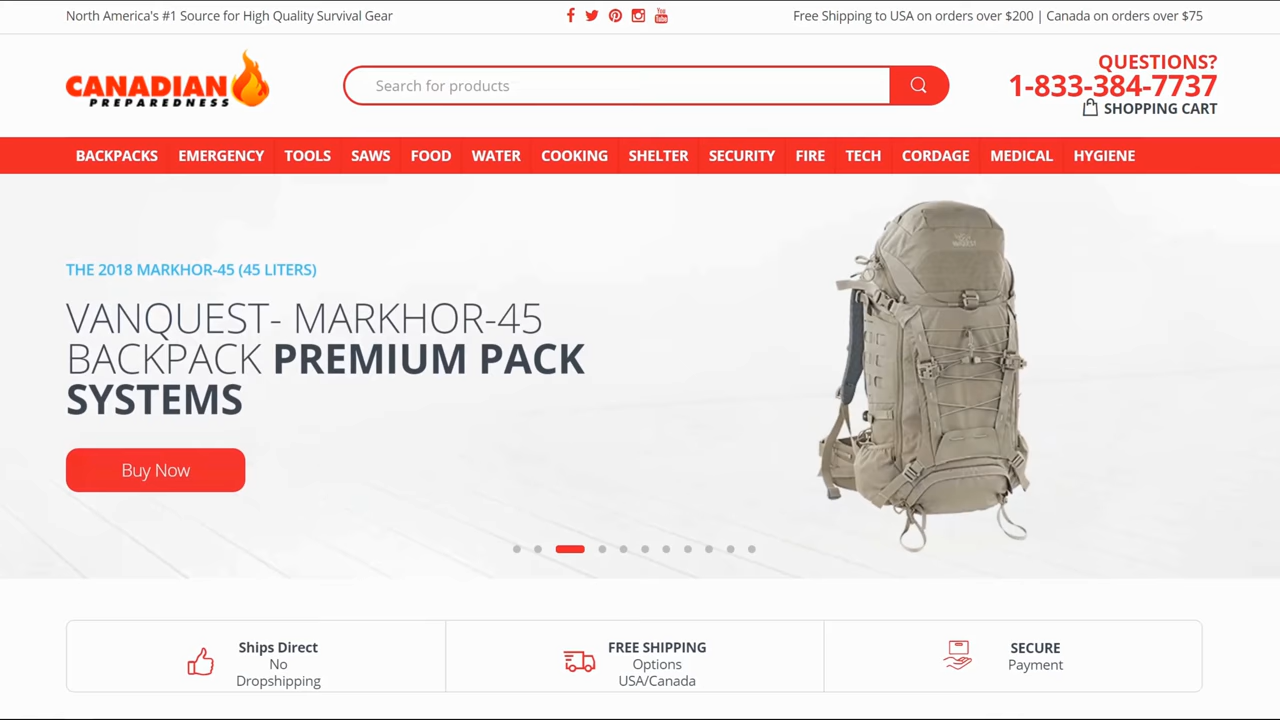 North America's #1 Source for High Quality Survival Gear
Free Shipping to USA on orders over $200 | Canada on orders over $75
CANADIAN
PREPAREDNESS
Search for products
QUESTIONS?
1-833-384-7737
SHOPPING CART
BACKPACKS EMERGENCY TOOLS SAWS FOOD WATER COOKING SHELTER SECURITY FIRE TECH CORDAGE MEDICAL HYGIENE
THE 2018 MARKHOR-45 (45 LITERS)
VANQUEST- MARKHOR-45
BACKPACK PREMIUM PACK
SYSTEMS
Buy Now
Ships Direct
No
Dropshipping
FREE SHIPPING
Options
USA/Canada
SECURE
Payment